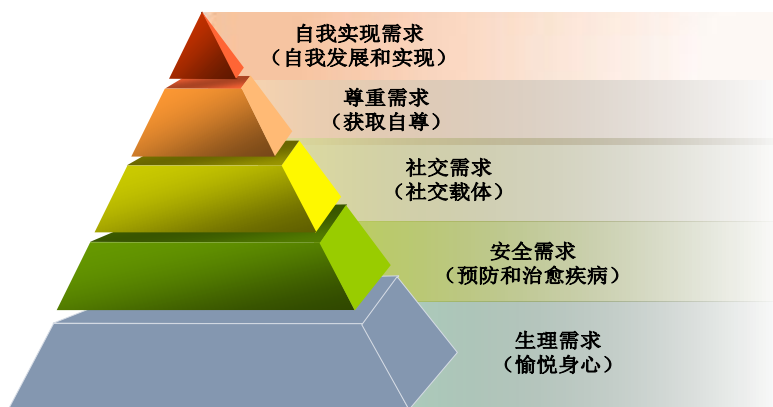 自我实现需求
（自我发展和实现）
尊重需求
（获取自尊）
社交需求
（社交载体）
安全需求
（预防和治愈疾病）
生理需求
（愉悦身心）